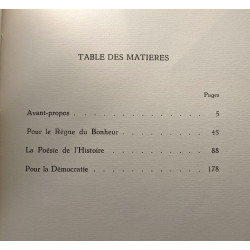 TABLE DES MATIERES
Pages
Avant-propos . . . . . . . . . 5
Pour le Règne du Bonheur . . . . . . 45
La Poésie de l'Histoire . . . . . . . 88
Pour la Démocratie . . . . . . . . 178